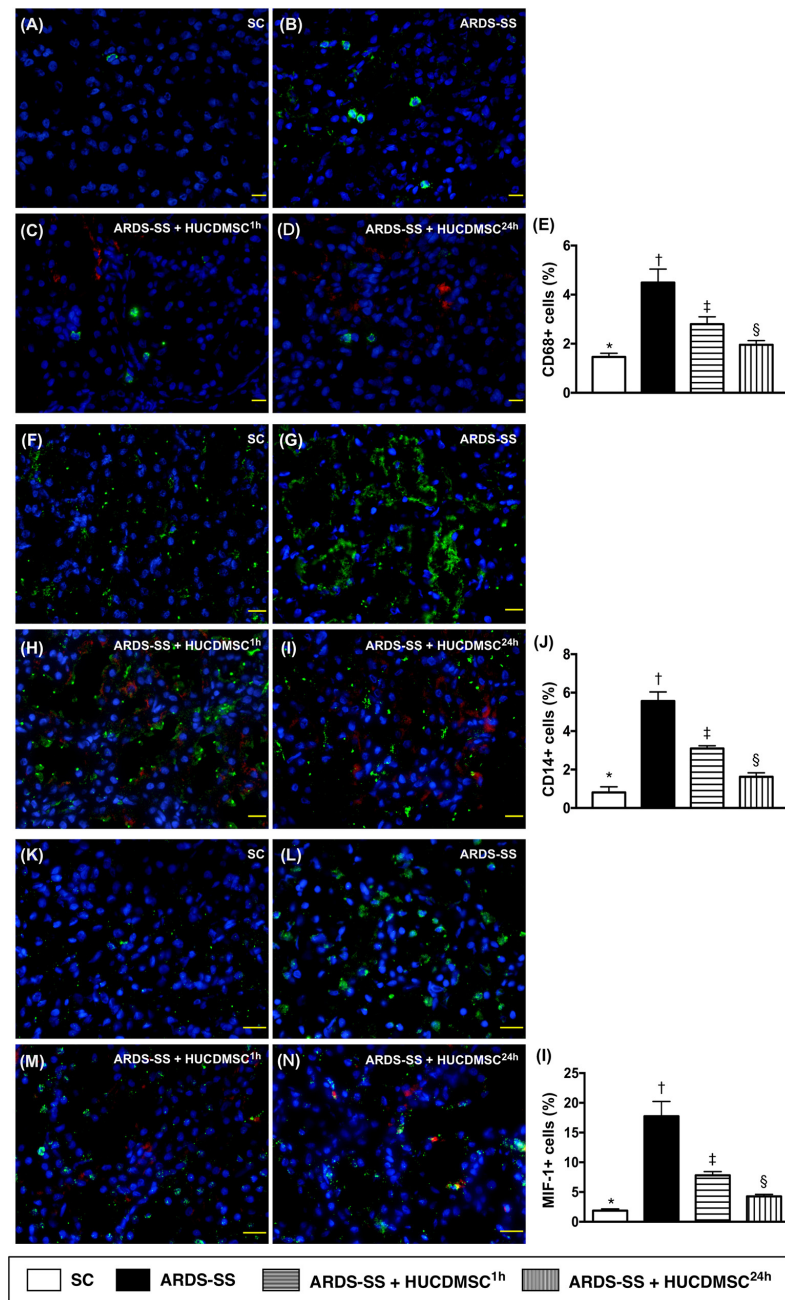 (A) SC
(B) ARDS-SS
(C) ARDS-SS + HUCDMSC1h
(D) ARDS-SS + HUCDMSC24h
(E)
CD68+ cells (%)
6
4
2
0
* † ‡ §
(F) SC
(G) ARDS-SS
(H) ARDS-SS + HUCDMSC1h
(I) ARDS-SS + HUCDMSC24h
(J)
CD14+ cells (%)
8
6
4
2
0
* † ‡ §
(K) SC
(L) ARDS-SS
(M) ARDS-SS + HUCDMSC1h
(N) ARDS-SS + HUCDMSC24h
(I)
MIF-1+ cells (%)
25
20
15
10
5
0
* † ‡ §
SC ARDS-SS ARDS-SS + HUCDMSC1h ARDS-SS + HUCDMSC24h